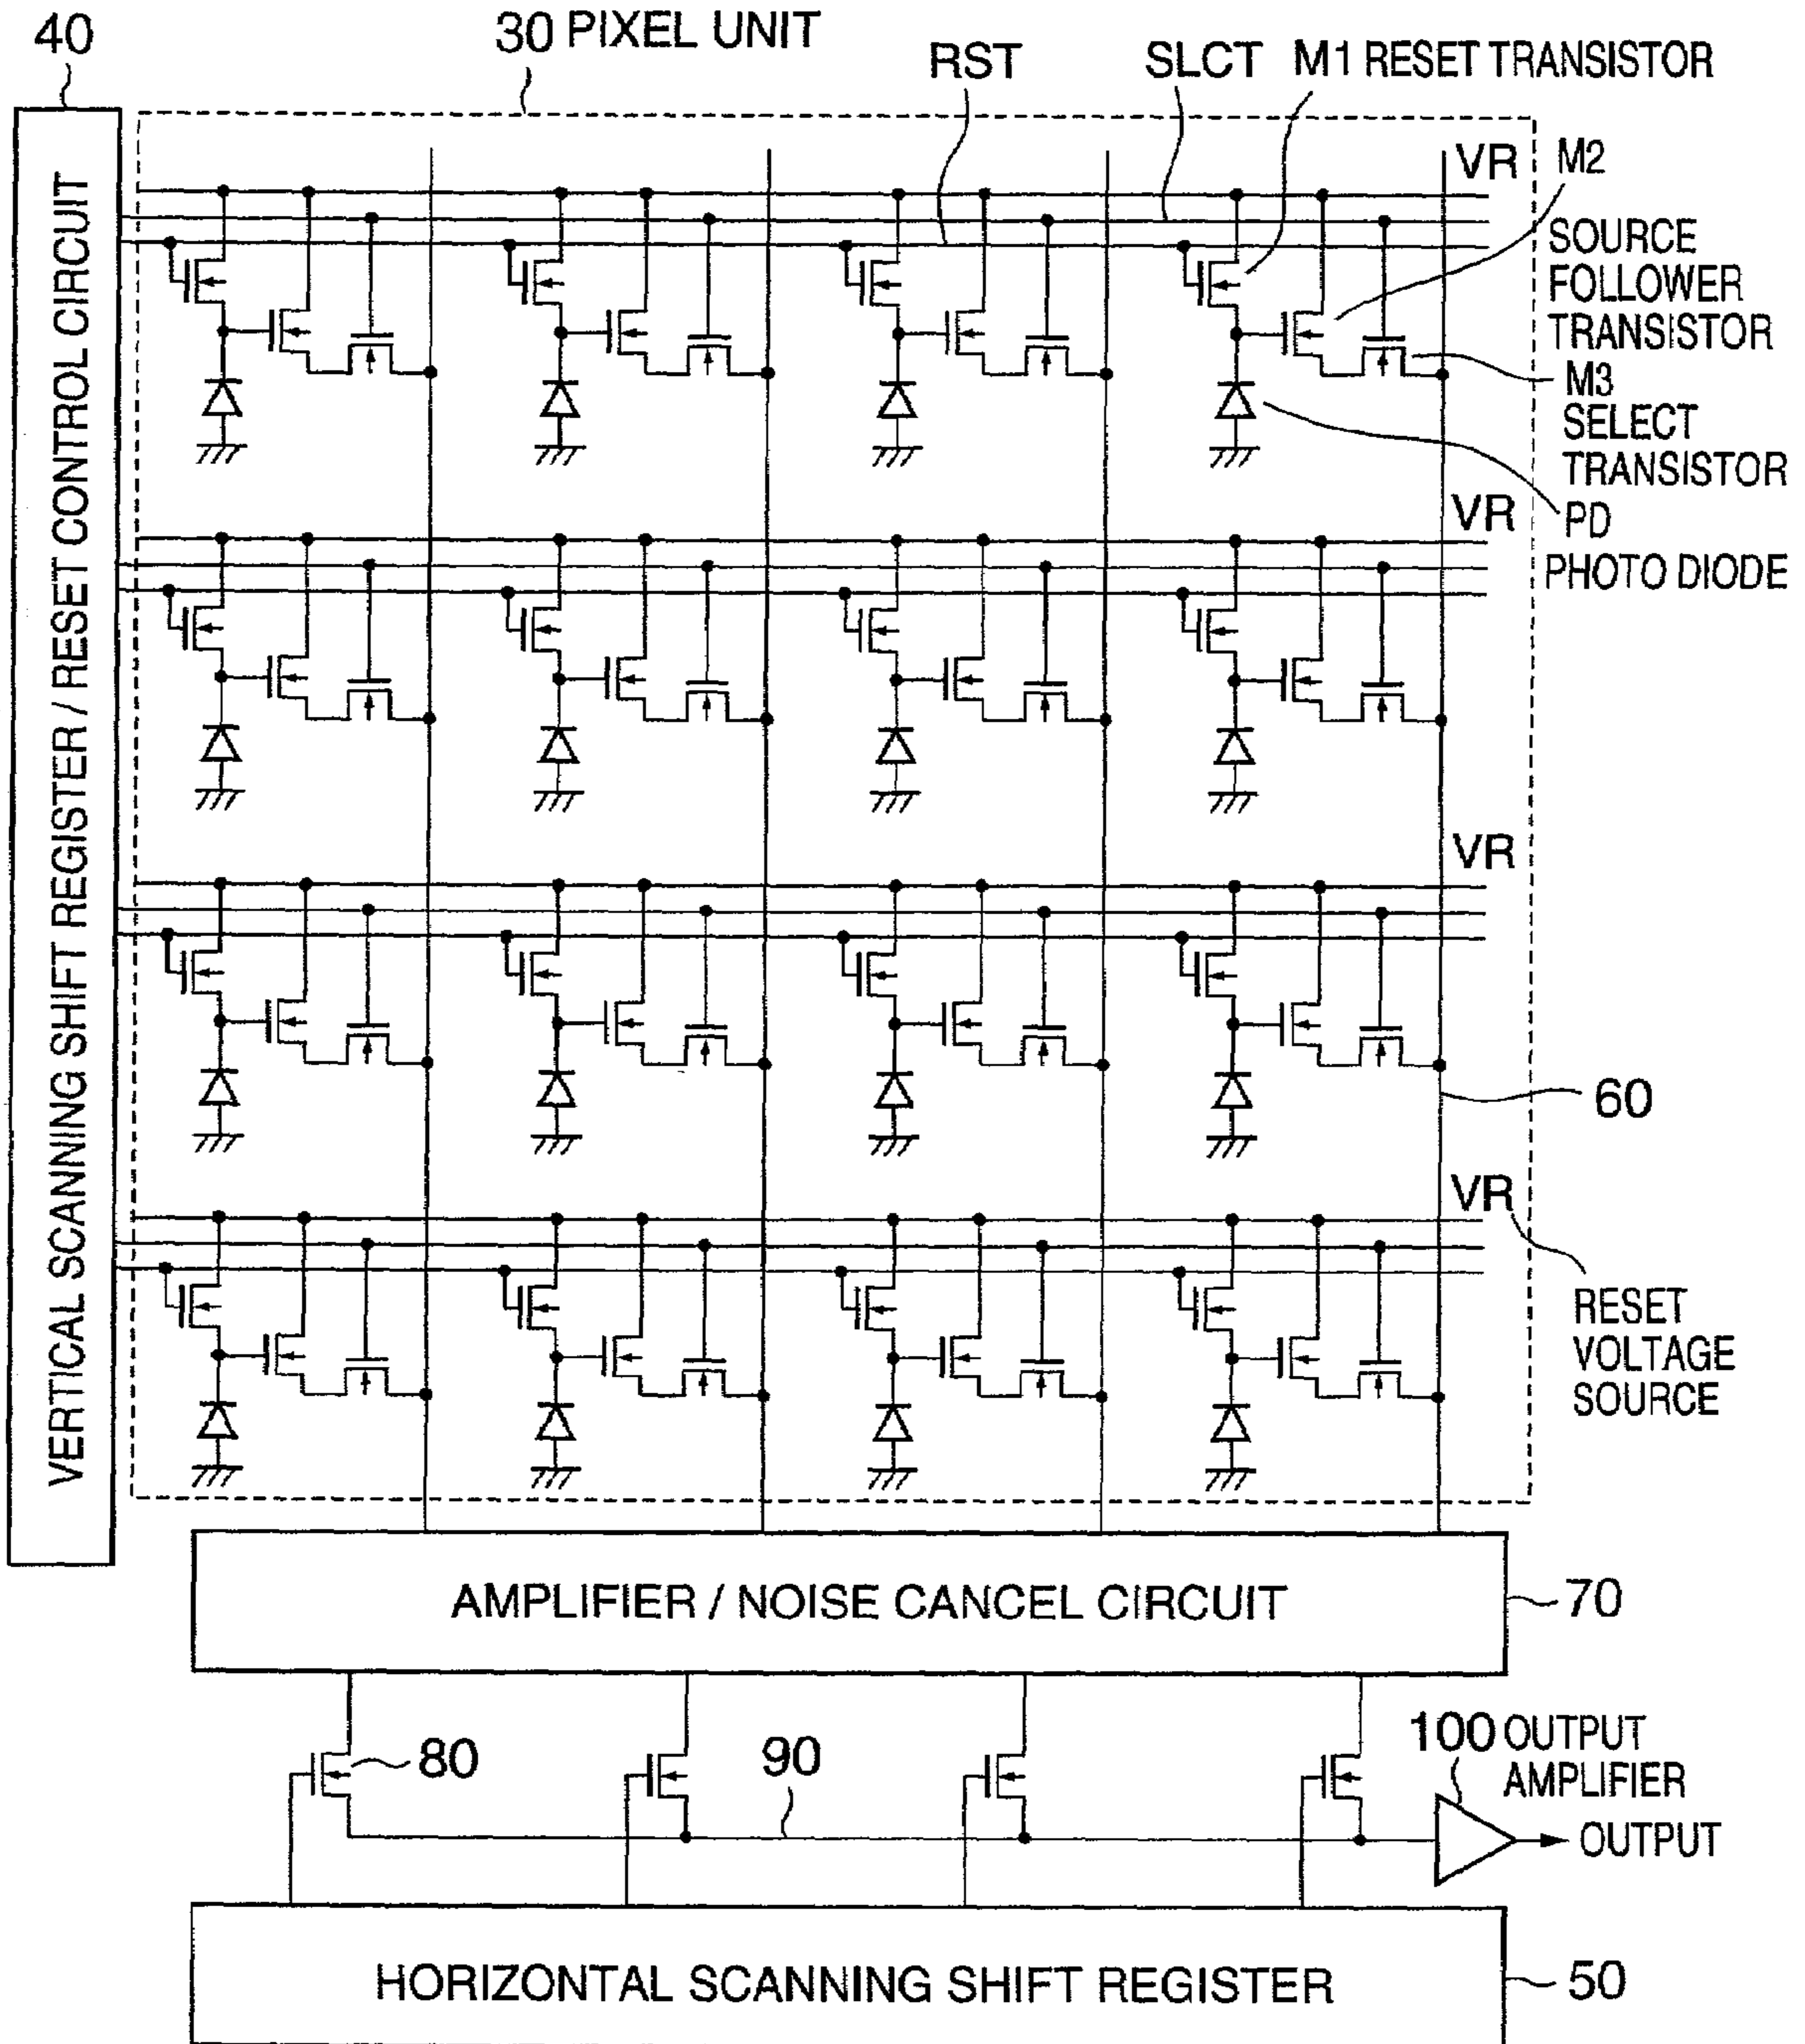 40
30 PIXEL UNIT
RST
SLCT
M1 RESET TRANSISTOR
VR
M2
SOURCE
FOLLOWER
TRANSISTOR
M3
SELECT
TRANSISTOR
VR
PD
PHOTO DIODE
VERTICAL SCANNING SHIFT REGISTER / RESET CONTROL CIRCUIT
VR
60
VR
RESET
VOLTAGE
SOURCE
AMPLIFIER / NOISE CANCEL CIRCUIT
70
80
90
100 OUTPUT
AMPLIFIER
OUTPUT
HORIZONTAL SCANNING SHIFT REGISTER
50